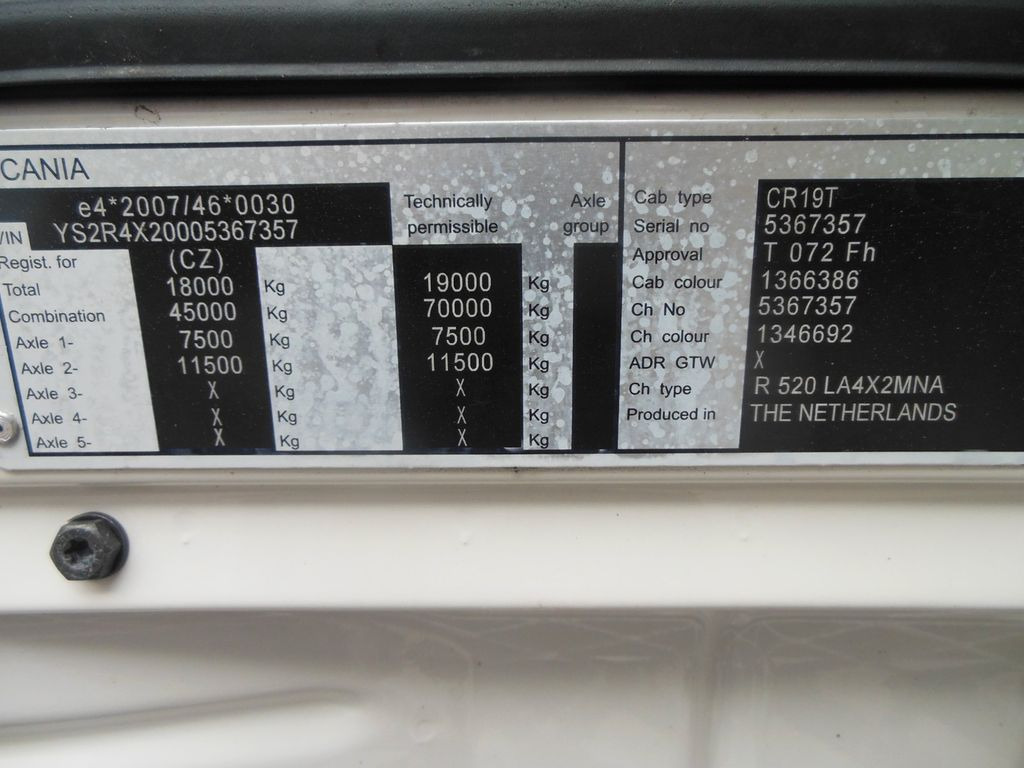 CANIA
e4*2007/46*0030
VIN YS2R4X20005367357
Technically permissible Axle group
Regist. for (CZ)
Total 18000 Kg 19000 Kg
Combination 45000 Kg 70000 Kg
Axle 1- 7500 Kg 7500 Kg
Axle 2- 11500 Kg 11500 Kg
Axle 3- X Kg X Kg
Axle 4- X Kg X Kg
Axle 5- X Kg X Kg
Cab type CR19T
Serial no 5367357
Approval T 072 Fh
Cab colour 1366386
Ch No 5367357
Ch colour 1346692
ADR GTW X
Ch type R 520 LA4X2MNA
Produced in THE NETHERLANDS